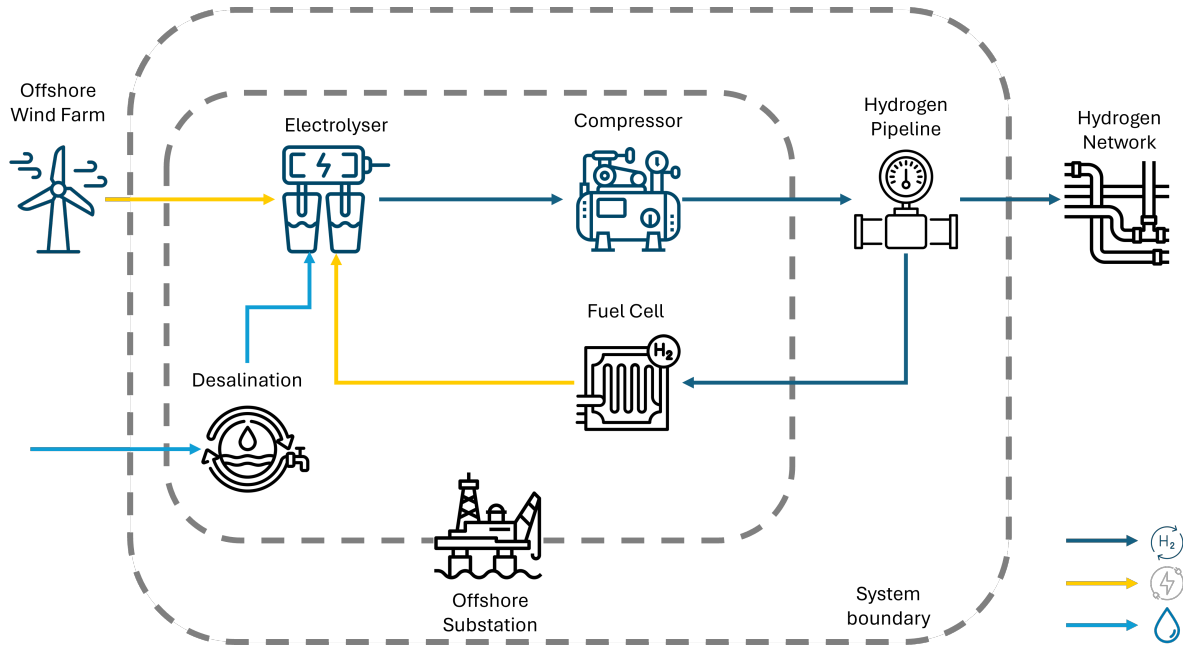 Offshore
Wind Farm
Electrolyser
Compressor
Hydrogen
Pipeline
Hydrogen
Network
Fuel Cell
H2
Desalination
Offshore
Substation
System
boundary
H2